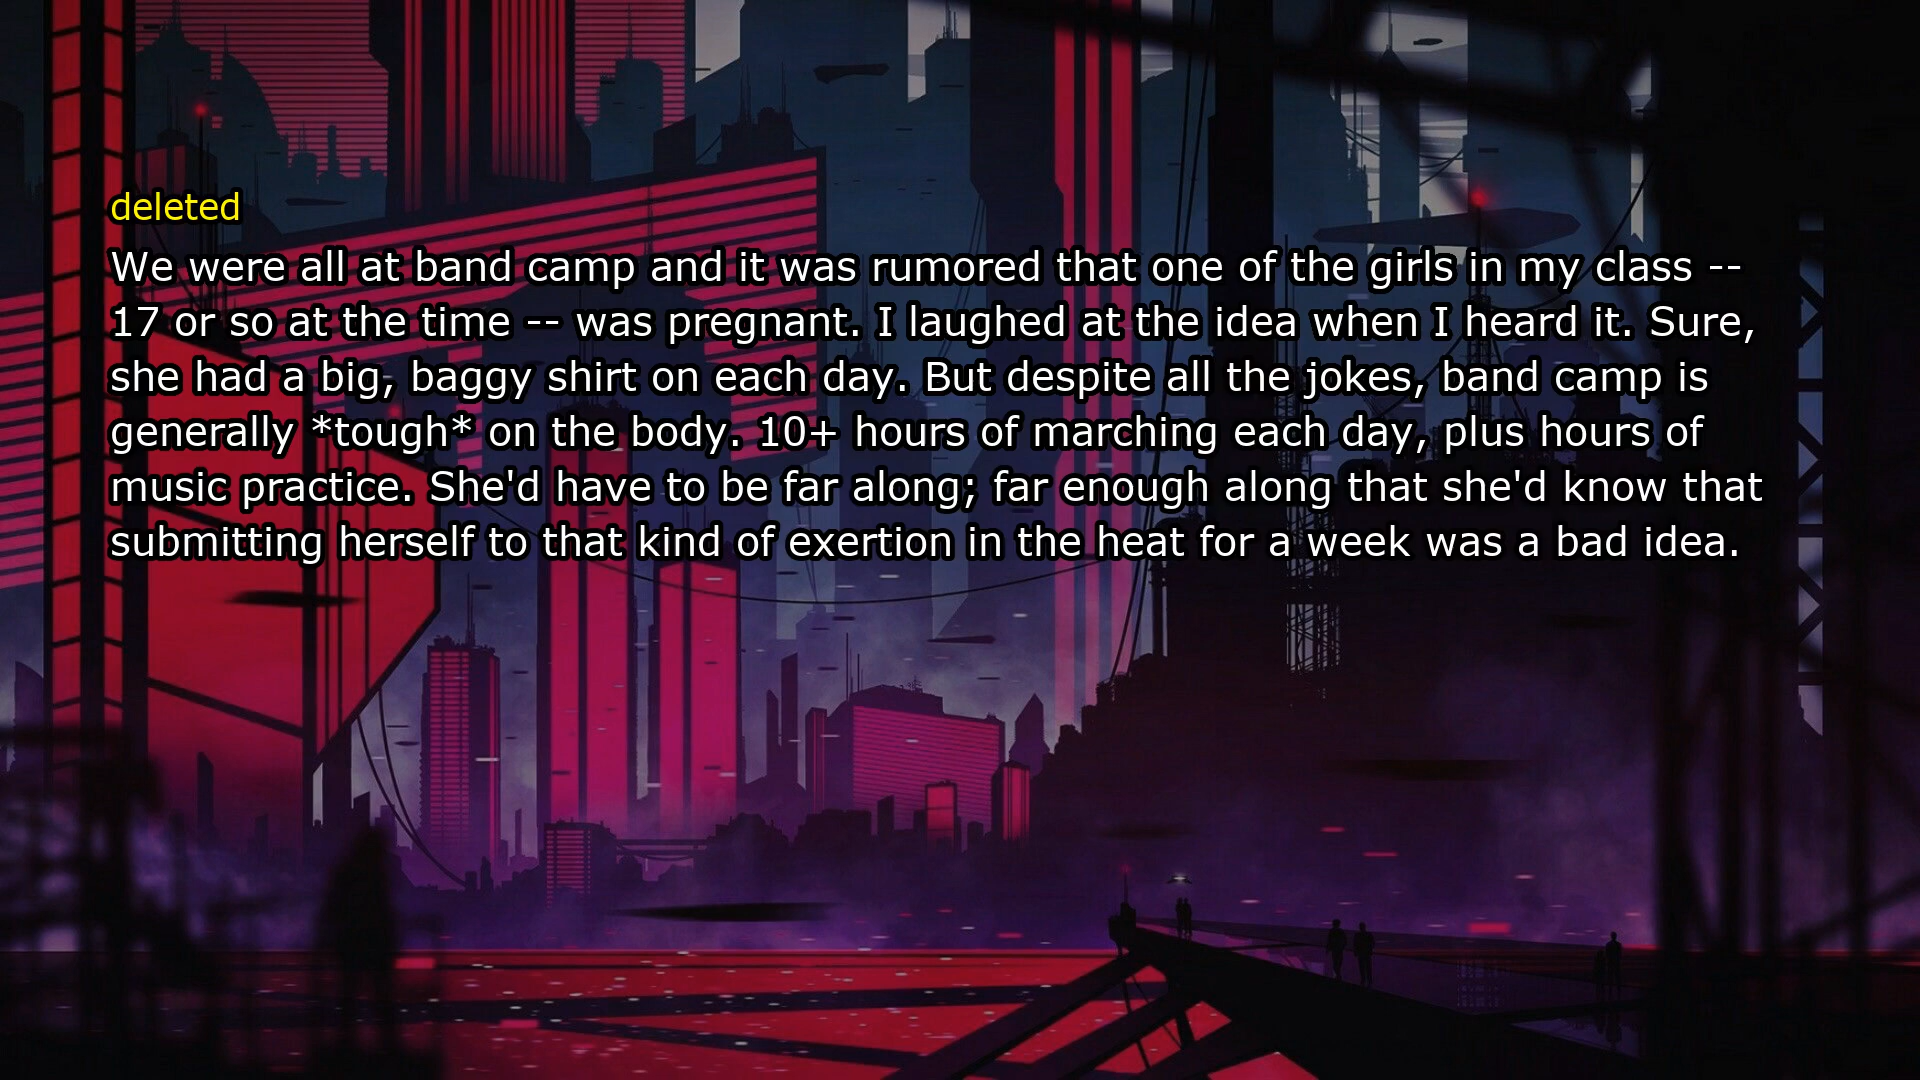 deleted
We were all at band camp and it was rumored that one of the girls in my class --
17 or so at the time -- was pregnant. I laughed at the idea when I heard it. Sure,
she had a big, baggy shirt on each day. But despite all the jokes, band camp is
generally *tough* on the body. 10+ hours of marching each day, plus hours of
music practice. She'd have to be far along; far enough along that she'd know that
submitting herself to that kind of exertion in the heat for a week was a bad idea.